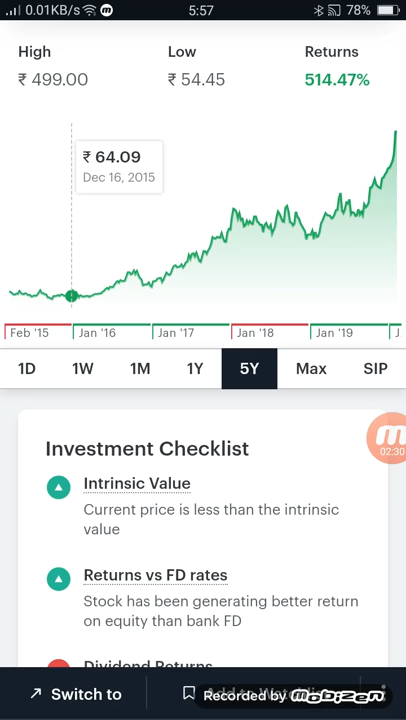 0.01KB/s 5:57 78%
High Low Returns
₹ 499.00 ₹ 54.45 514.47%
₹ 64.09
Dec 16, 2015
Feb '15 Jan '16 Jan '17 Jan '18 Jan '19 J
1D 1W 1M 1Y 5Y Max SIP
Investment Checklist
02:30
Intrinsic Value
Current price is less than the intrinsic
value
Returns vs FD rates
Stock has been generating better return
on equity than bank FD
Dividend Returns
Switch to
Recorded by mobizen